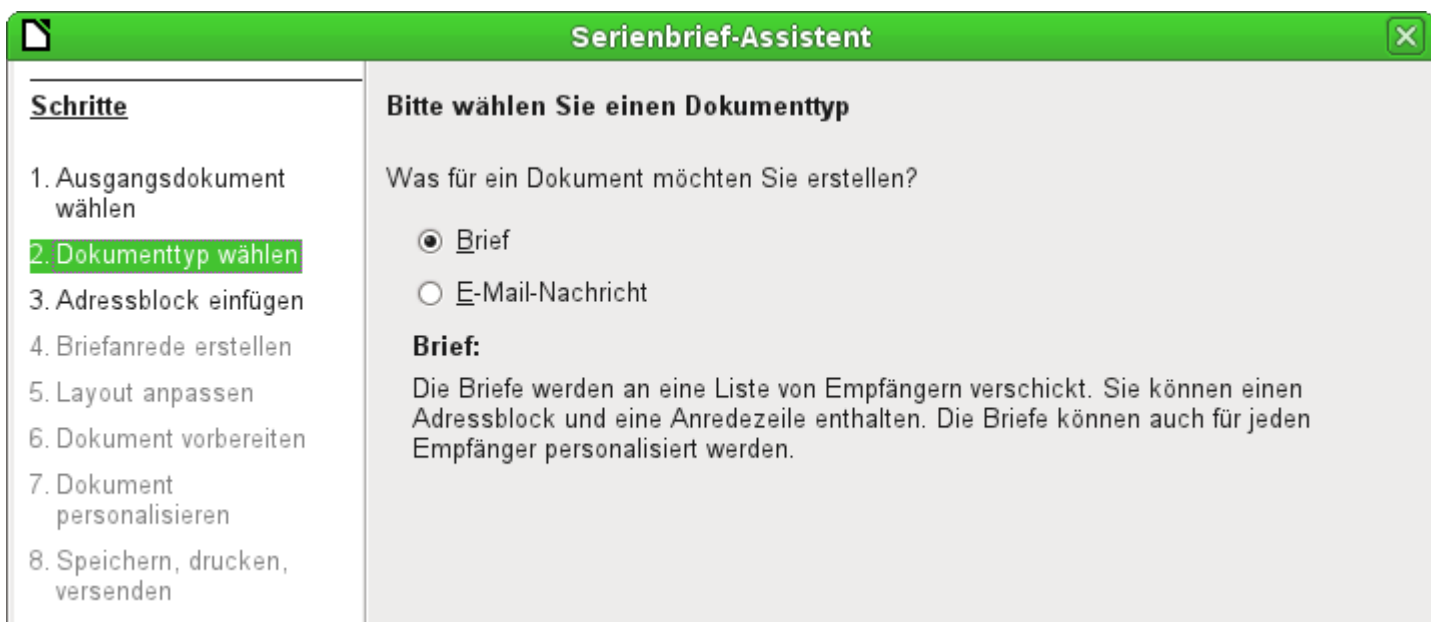 Serienbrief-Assistent
Schritte
1. Ausgangsdokument
wählen
2. Dokumenttyp wählen
3. Adressblock einfügen
4. Briefanrede erstellen
5. Layout anpassen
6. Dokument vorbereiten
7. Dokument
personalisieren
8. Speichern, drucken,
versenden
Bitte wählen Sie einen Dokumenttyp
Was für ein Dokument möchten Sie erstellen?
Brief
E-Mail-Nachricht
Brief:
Die Briefe werden an eine Liste von Empfängern verschickt. Sie können einen
Adressblock und eine Anredezeile enthalten. Die Briefe können auch für jeden
Empfänger personalisiert werden.